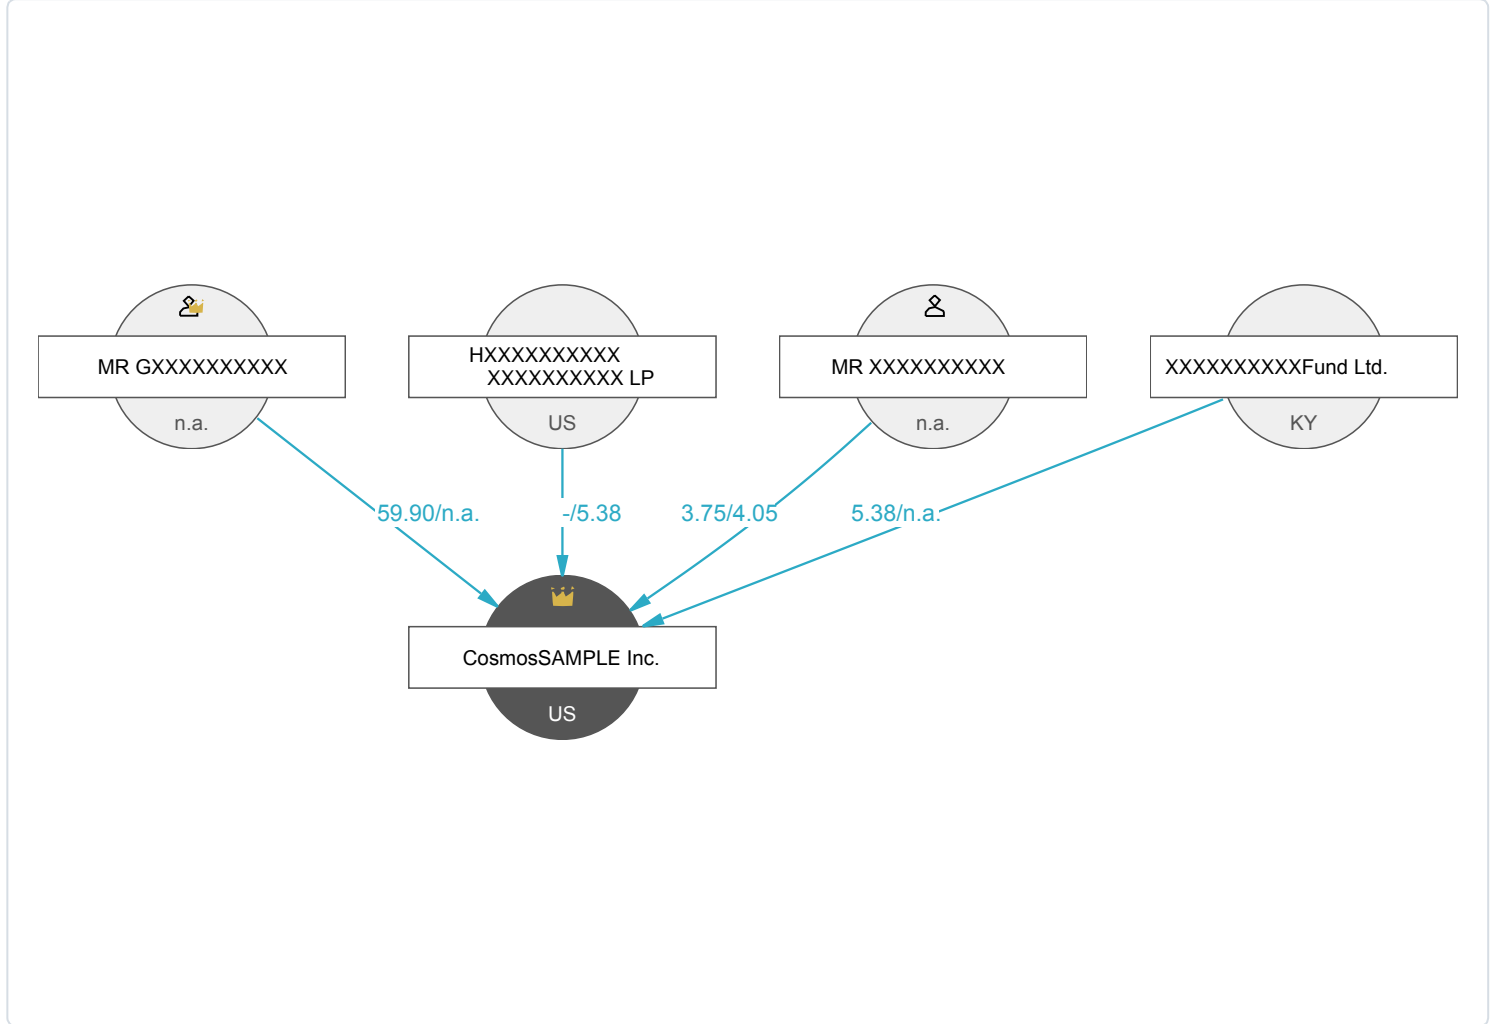 MR GXXXXXXXXXX
HXXXXXXXXXX
XXXXXXXXXX LP
MR XXXXXXXXXX
XXXXXXXXXXFund Ltd.
n.a.
US
n.a.
KY
59.90/n.a.
-/5.38
3.75/4.05
5.38/n.a.
CosmosSAMPLE Inc.
US